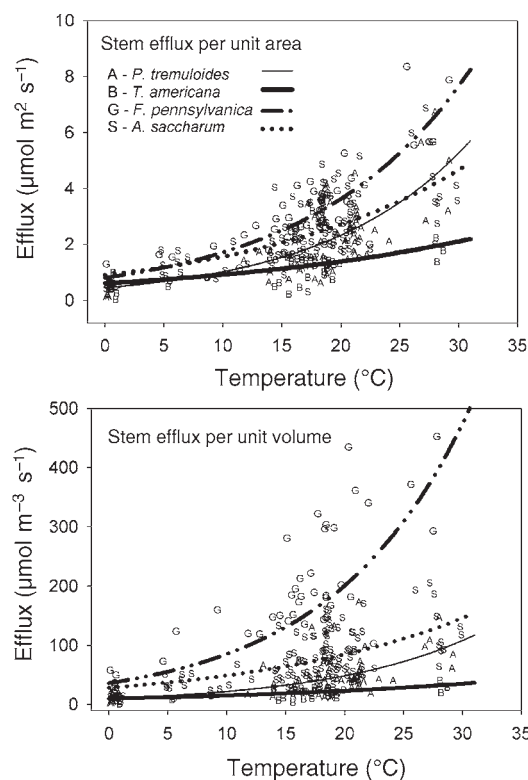 Stem efflux per unit area
A - P. tremuloides
B - T. americana
G - F. pennsylvanica
S - A. saccharum
Efflux (μmol m² s⁻¹)
10
8
6
4
2
0
0 5 10 15 20 25 30 35
Temperature (°C)
Stem efflux per unit volume
Efflux (μmol m⁻³ s⁻¹)
500
400
300
200
100
0
0 5 10 15 20 25 30 35
Temperature (°C)